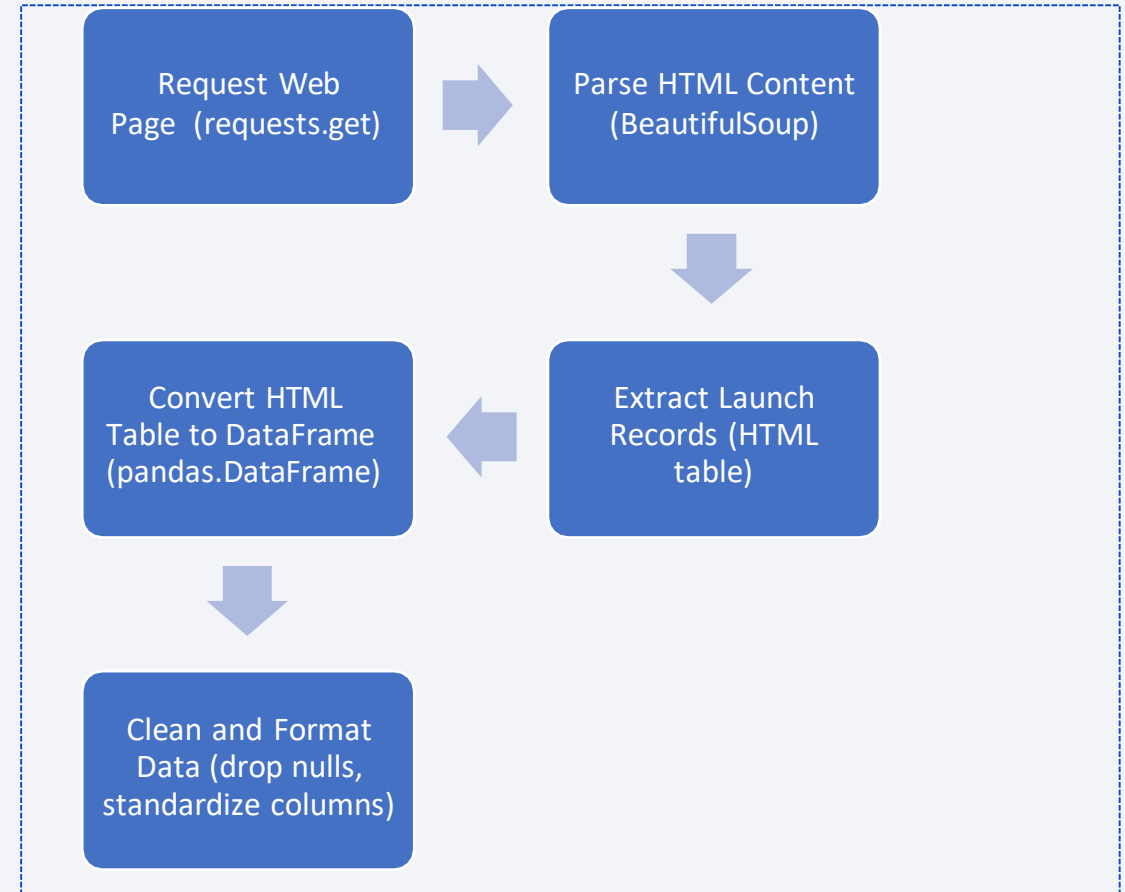 Request Web
Page (requests.get)
Parse HTML Content
(BeautifulSoup)
Extract Launch
Records (HTML
table)
Convert HTML
Table to DataFrame
(pandas.DataFrame)
Clean and Format
Data (drop nulls,
standardize columns)